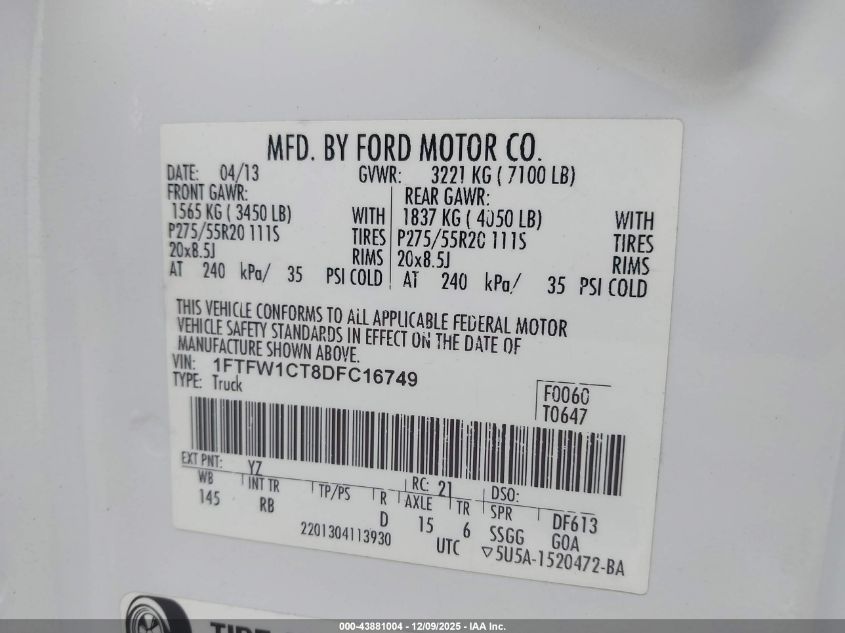 MFD. BY FORD MOTOR CO.
DATE: 04/13 GVWR: 3221 KG ( 7100 LB)
FRONT GAWR: REAR GAWR:
1565 KG ( 3450 LB) WITH 1837 KG ( 4050 LB) WITH
P275/55R20 111S TIRES P275/55R20 111S TIRES
20x8.5J RIMS 20x8.5J RIMS
AT 240 kPa/ 35 PSI COLD AT 240 kPa/ 35 PSI COLD
THIS VEHICLE CONFORMS TO ALL APPLICABLE FEDERAL MOTOR
VEHICLE SAFETY STANDARDS IN EFFECT ON THE DATE OF
MANUFACTURE SHOWN ABOVE.
VIN: 1FTFW1CT8DFC16749
TYPE: Truck
F0060
T0647
EXT PNT: YZ RC: 21 DSO:
WB INT TR TP/PS R AXLE TR SPR DF613
145 RB D 15 6 SSGG GOA
2201304113930 UTC ▽5U5A-1520472-BA
TIRE
000-43881004 - 12/09/2025 - IAA Inc.